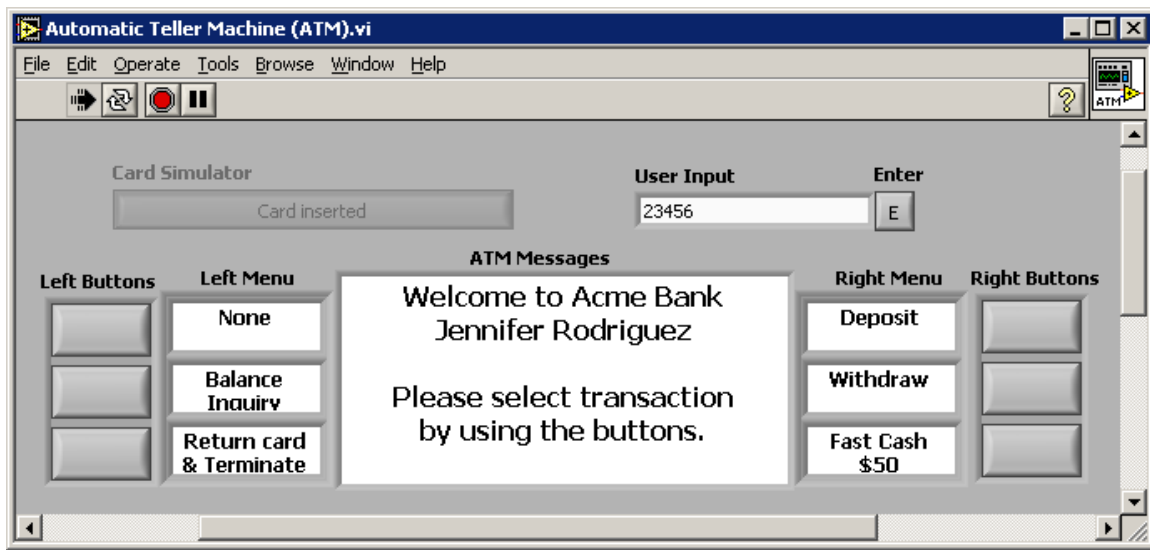 Automatic Teller Machine (ATM).vi
File Edit Operate Tools Browse Window Help
? ATM
Card Simulator
Card inserted
User Input Enter
23456 E
ATM Messages
Left Buttons Left Menu Right Menu Right Buttons
Welcome to Acme Bank
Jennifer Rodriguez
Please select transaction
by using the buttons.
None
Balance
Inquiry
Return card
& Terminate
Deposit
Withdraw
Fast Cash
$50